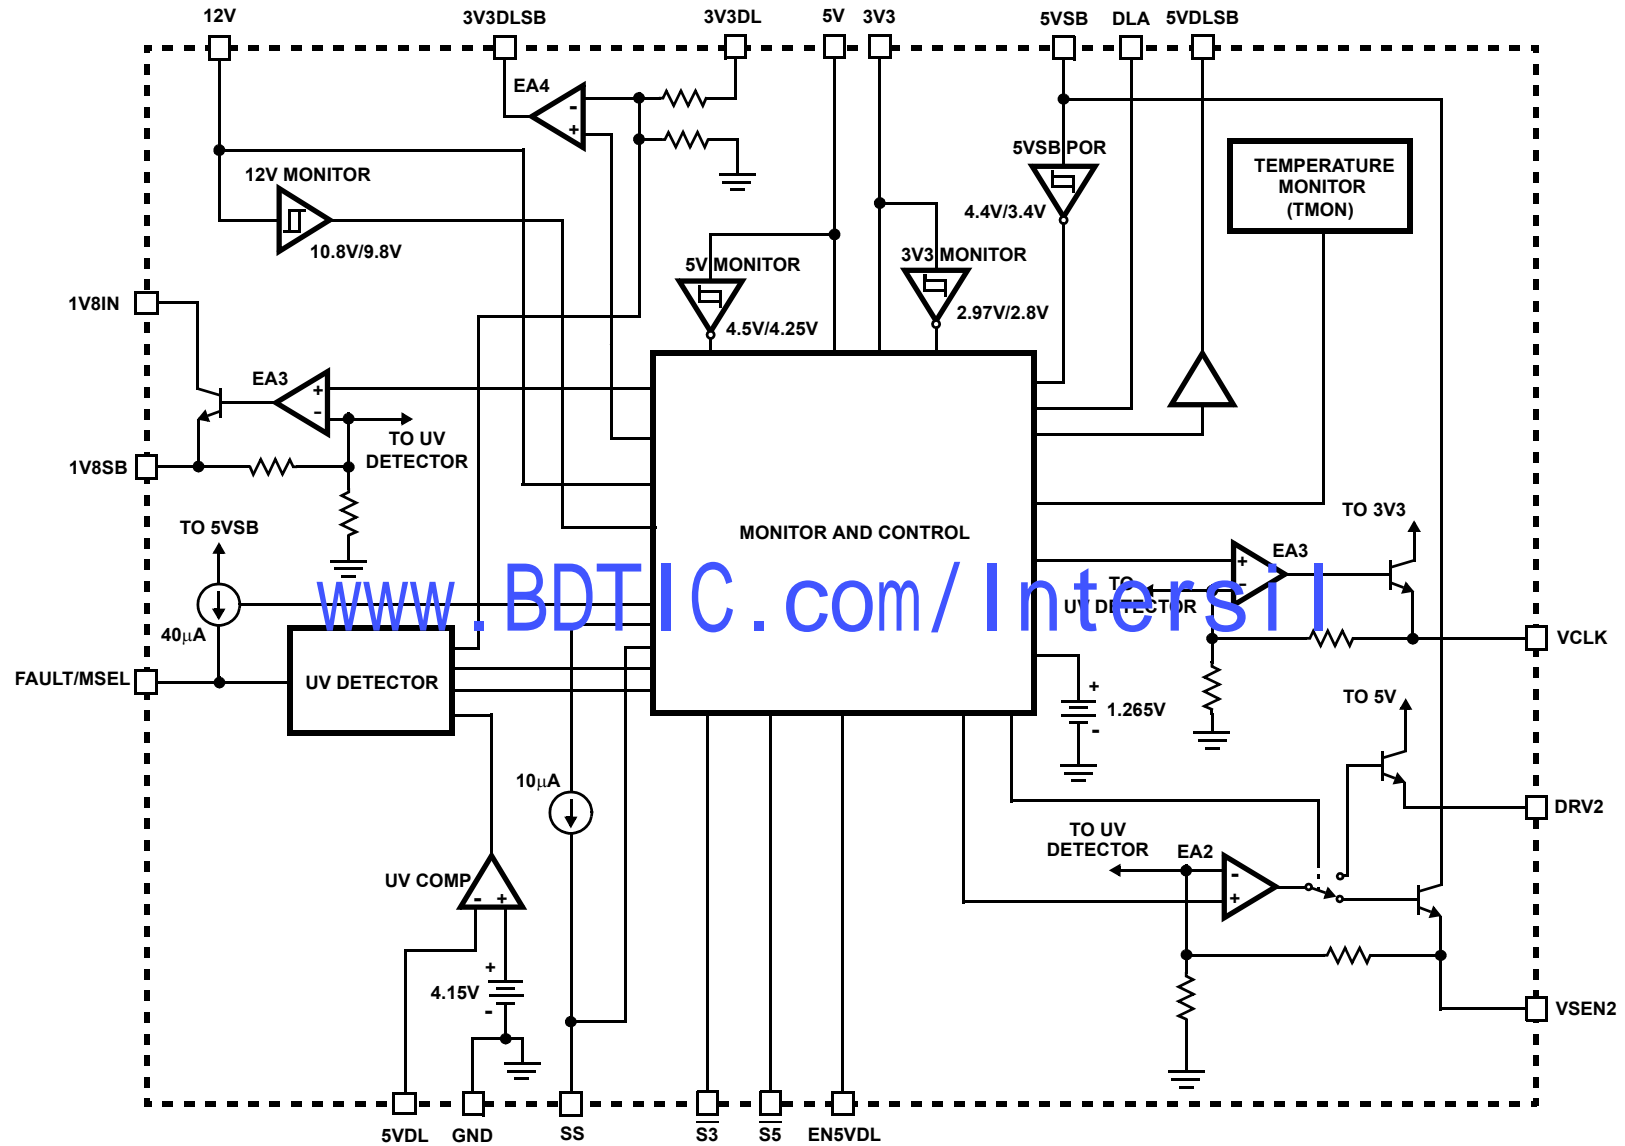 12V
3V3DLSB
3V3DL
5V
3V3
5VSB
DLA
5VDLSB
EA4
-
+
12V MONITOR
10.8V/9.8V
5VSB POR
4.4V/3.4V
TEMPERATURE
MONITOR
(TMON)
5V MONITOR
4.5V/4.25V
3V3 MONITOR
2.97V/2.8V
1V8IN
EA3
+
-
TO UV
DETECTOR
1V8SB
TO 5VSB
40µA
FAULT/MSEL
UV DETECTOR
MONITOR AND CONTROL
www.BDTIC.com/Intersil
TO 3V3
EA3
+
-
TO
UV DETECTOR
VCLK
+
1.265V
-
TO 5V
DRV2
10µA
UV COMP
-
+
+
4.15V
-
TO UV
DETECTOR
EA2
-
+
VSEN2
5VDL
GND
SS
S3
S5
EN5VDL